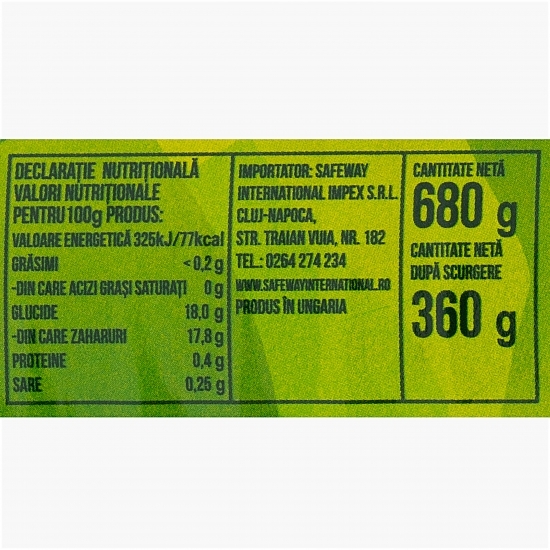 DECLARAȚIE NUTRIȚIONALĂ
VALORI NUTRIȚIONALE
PENTRU 100g PRODUS:
VALOARE ENERGETICĂ 325kJ/77kcal
GRĂSIMI <0,2 g
-DIN CARE ACIZI GRAȘI SATURAȚI 0 g
GLUCIDE 18,0 g
-DIN CARE ZAHARURI 17,8 g
PROTEINE 0,4 g
SARE 0,25 g
IMPORTATOR: SAFEWAY
INTERNATIONAL IMPEX S.R.L.
CLUJ-NAPOCA,
STR. TRAIAN VUIA, NR. 182
TEL.: 0264 274 234
WWW.SAFEWAYINTERNATIONAL.RO
PRODUS ÎN UNGARIA
CANTITATE NETĂ
680 g
CANTITATE NETĂ
DUPĂ SCURGERE
360 g